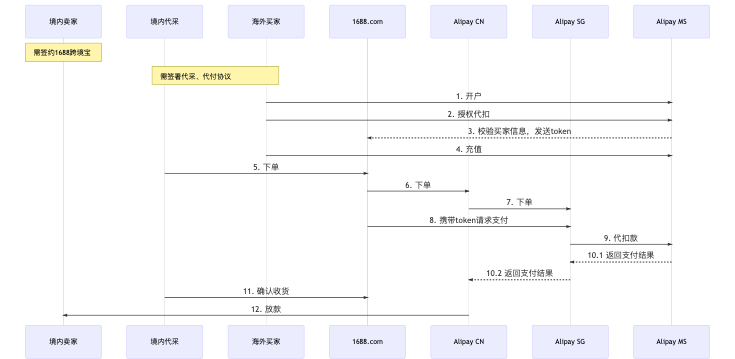 境内卖家
境内代采
海外买家
1688.com
Alipay CN
Alipay SG
Alipay MS
需签约1688跨境宝
需签署代采、代付协议
1. 开户
2. 授权代扣
3. 校验买家信息，发送token
4. 充值
5. 下单
6. 下单
7. 下单
8. 携带token请求支付
9. 代扣款
10.1 返回支付结果
10.2 返回支付结果
11. 确认收货
12. 放款
境内卖家
境内代采
海外买家
1688.com
Alipay CN
Alipay SG
Alipay MS